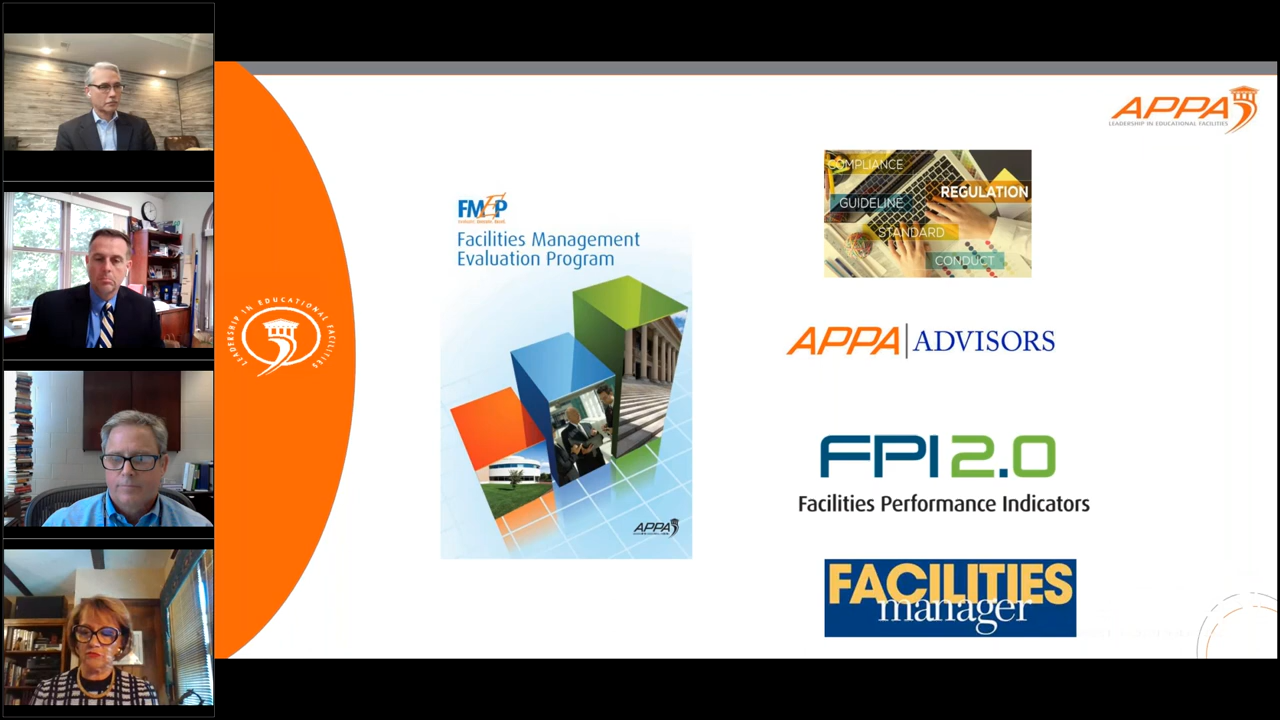 APPA
LEADERSHIP IN EDUCATIONAL FACILITIES
LEADERSHIP IN EDUCATIONAL FACILITIES
FMEP
Facilities Management
Evaluation Program
APPA
COMPLIANCE
REGULATION
GUIDELINE
STANDARD
CONDUCT
APPA ADVISORS
FPI 2.0
Facilities Performance Indicators
FACILITIES
manager